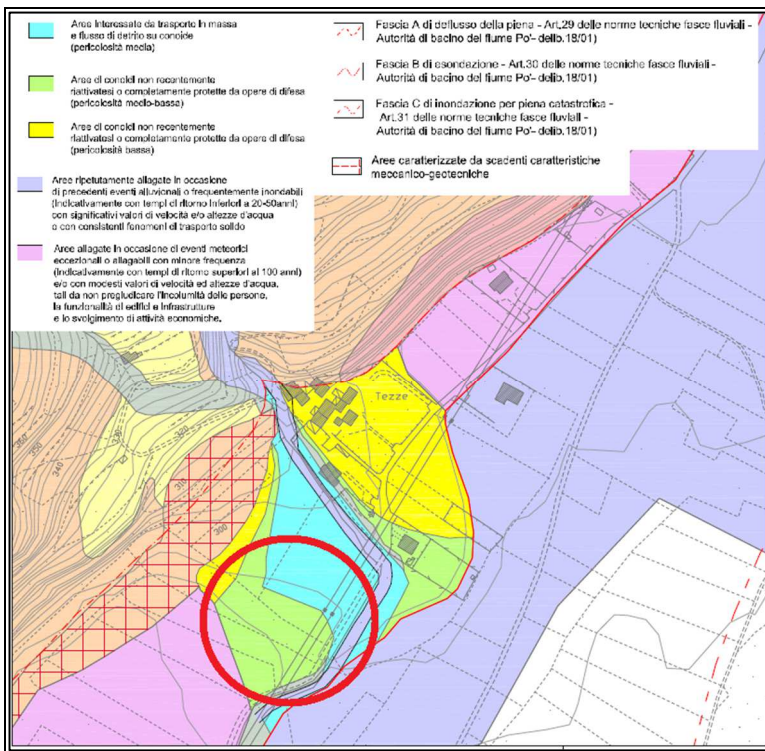 Aree Interessate da trasporto in massa
e flusso di detrito su conoide
(pericolosità media)
Aree di conoidi non recentemente
riattivatesi o completamente protette da opere di difesa
(pericolosità medio-bassa)
Aree di conoidi non recentemente
riattivatesi o completamente protette da opere di difesa
(pericolosità bassa)
Aree ripetutamente allagate in occasione
di precedenti eventi alluvionali o frequentemente inondabili
(Indicativamente con tempi di ritorno inferiori a 20-50anni)
con significativi valori di velocità e/o altezze d'acqua
o con consistenti fenomeni di trasporto solido
Aree allagate in occasione di eventi meteorici
eccezionali o allagabili con minore frequenza
(Indicativamente con tempi di ritorno superiori ai 100 anni)
e/o con modesti valori di velocità ed altezze d'acqua,
tali da non pregiudicare l'incolumità delle persone,
la funzionalità di edifici e infrastrutture
e lo svolgimento di attività economiche.
Fascia A di deflusso della piena - Art.29 delle norme tecniche fasce fluviali -
Autorità di bacino del fiume Po'- delib.18/01)
Fascia B di esondazione - Art.30 delle norme tecniche fasce fluviali -
Autorità di bacino del fiume Po'- delib.18/01)
Fascia C di inondazione per piena catastrofica -
Art.31 delle norme tecniche fasce fluviali -
Autorità di bacino del fiume Po'- delib.18/01)
Aree caratterizzate da scadenti caratteristiche
meccanico-geotecniche
Tezze
350
350
340
320
310
300